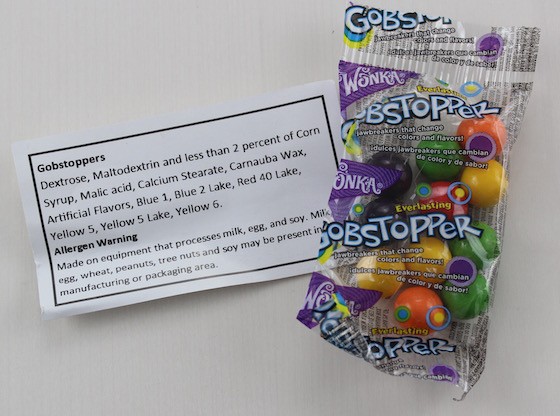 Gobstoppers
Dextrose, Maltodextrin and less than 2 percent of Corn
Syrup, Malic acid, Calcium Stearate, Carnauba Wax,
Artificial Flavors, Blue 1, Blue 2 Lake, Red 40 Lake,
Yellow 5, Yellow 5 Lake, Yellow 6.
Allergen Warning
Made on equipment that processes milk, egg, and soy. Milk,
egg, wheat, peanuts, tree nuts and soy may be present in
manufacturing or packaging area.
GOBSTOP
jawbreakers that change
colors and flavors!
¡dulces jawbreakers que cambian
de color y de sabor!
WONKA
Everlasting
OBSTOPPER
jawbreakers that change
colors and flavors!
¡dulces jawbreakers que cambian
de color y de sabor!
WONKA
Everlasting
GOBSTOPPER
jawbreakers that change
colors and flavors!
¡dulces jawbreakers que cambian
de color y de sabor!
WON
Everlasting
OPPER